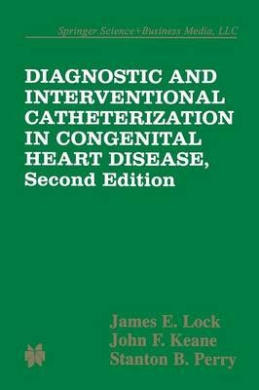 Springer Science+Business Media, LLC
DIAGNOSTIC AND
INTERVENTIONAL
CATHETERIZATION
IN CONGENITAL
HEART DISEASE,
Second Edition
James E. Lock
John F. Keane
Stanton B. Perry